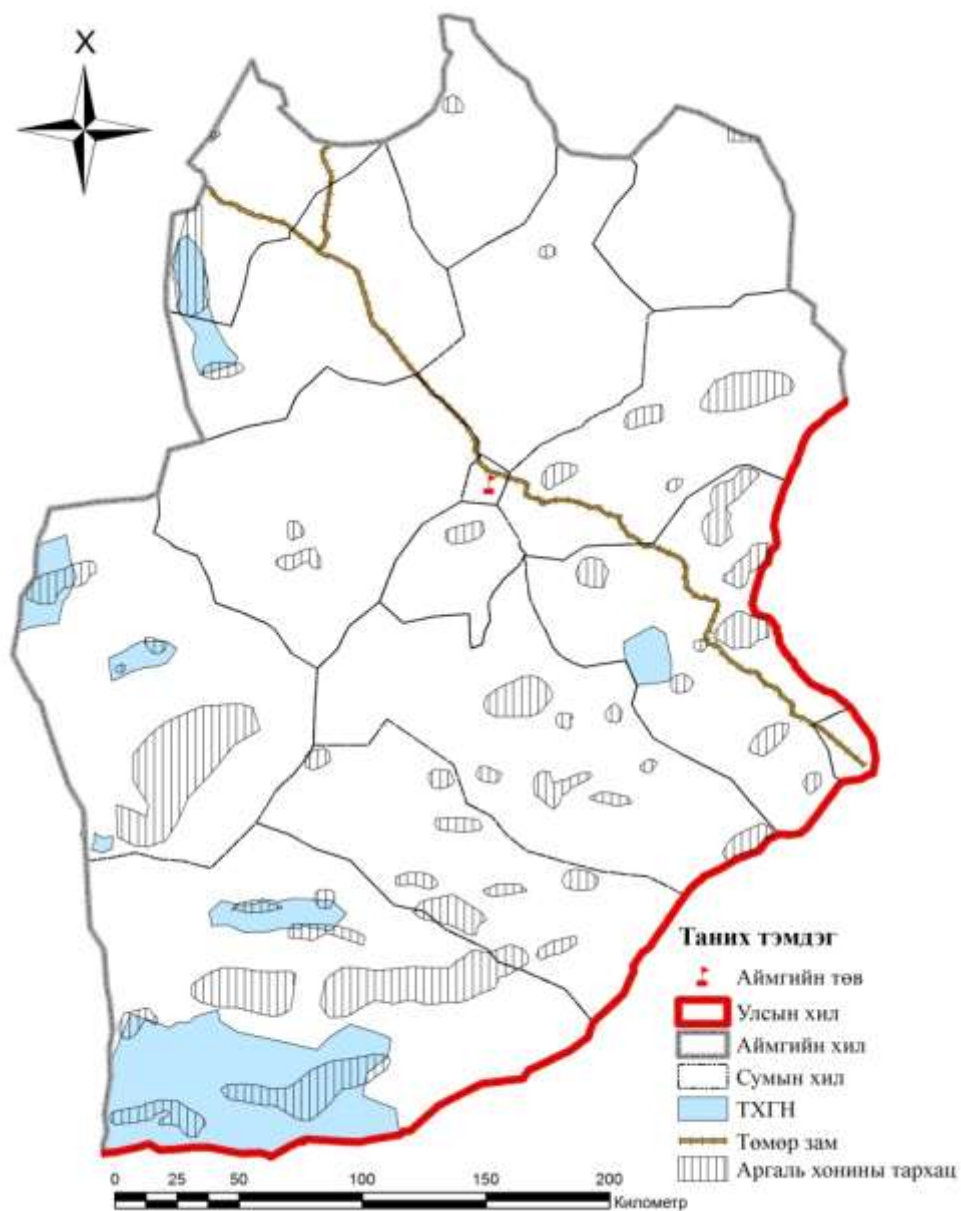 Х
Таних тэмдэг
Аймгийн төв
Улсын хил
Аймгийн хил
Сумын хил
ТХГН
Төмөр зам
Аргаль хонины тархац
0 25 50 100 150 200
Километр